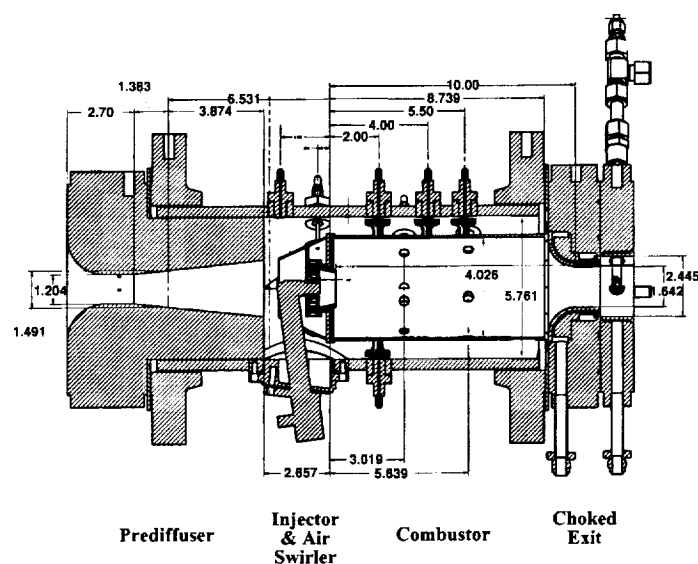 1.383
10.00
6.531
8.739
2.70
3.874
5.50
4.00
2.00
4.026
2.445
1.204
1.642
5.761
1.491
3.019
2.657
5.639
Prediffuser
Injector
& Air
Swirler
Combustor
Choked
Exit